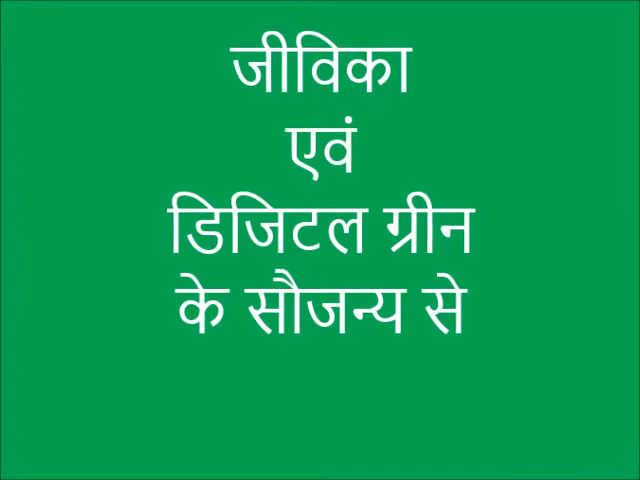 जीविका
एवं
डिजिटल ग्रीन
के सौजन्य से